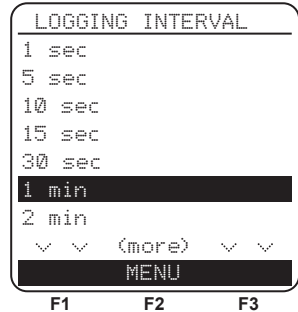 LOGGING INTERVAL
1 sec
5 sec
10 sec
15 sec
30 sec
1 min
2 min
(more)
MENU
F1 F2 F3